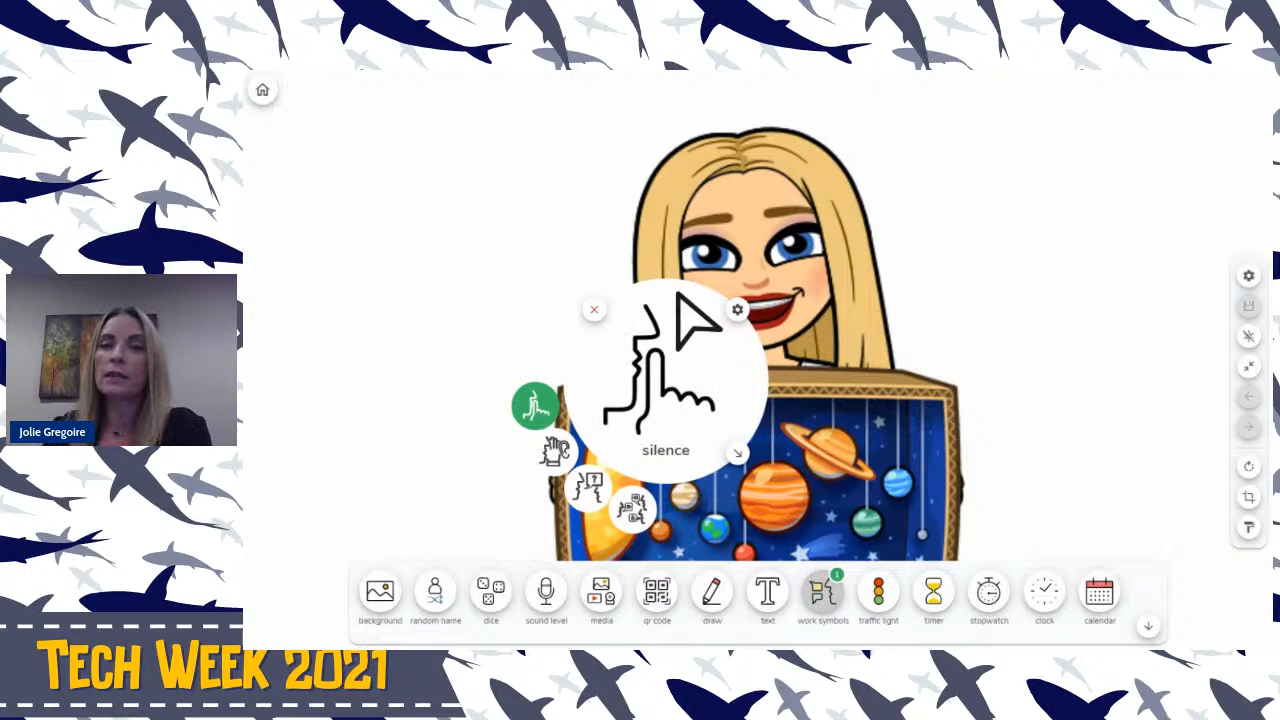 silence
Jolie Gregoire
1
background random name dice sound level media qr code draw text work symbols traffic light timer stopwatch clock calendar
TECH WEEK 2021